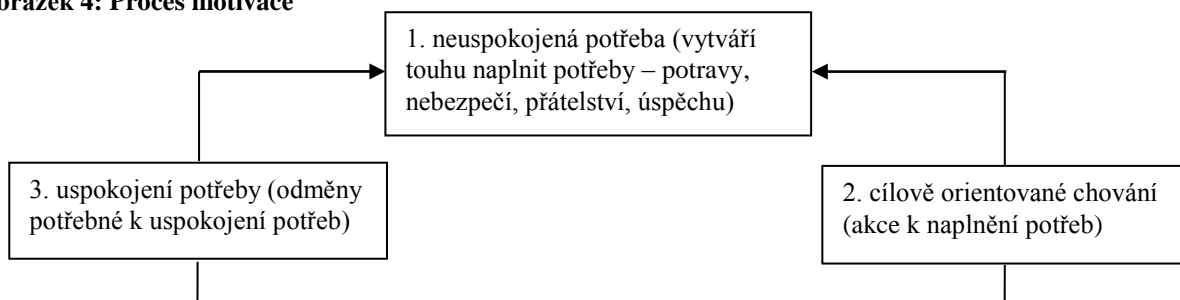 brázek 4: Proces motivace
1. neuspokojená potřeba (vytváří
touhu naplnit potřeby – potravy,
nebezpečí, přátelství, úspěchu)
3. uspokojení potřeby (odměny
potřebné k uspokojení potřeb)
2. cílově orientované chování
(akce k naplnění potřeb)